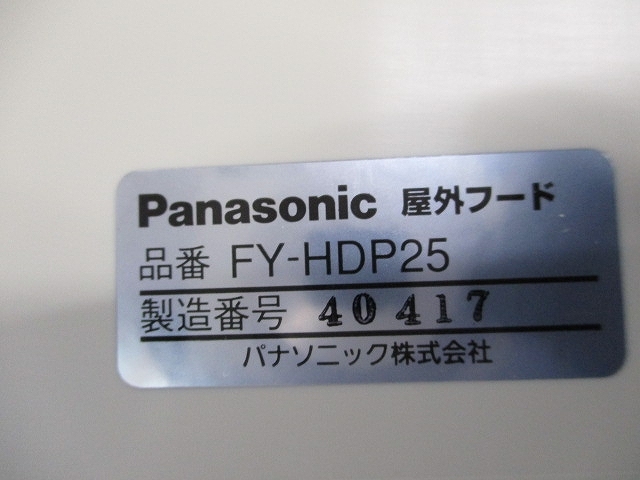 Panasonic 屋外フード
品番 FY-HDP25
製造番号 40417
パナソニック株式会社